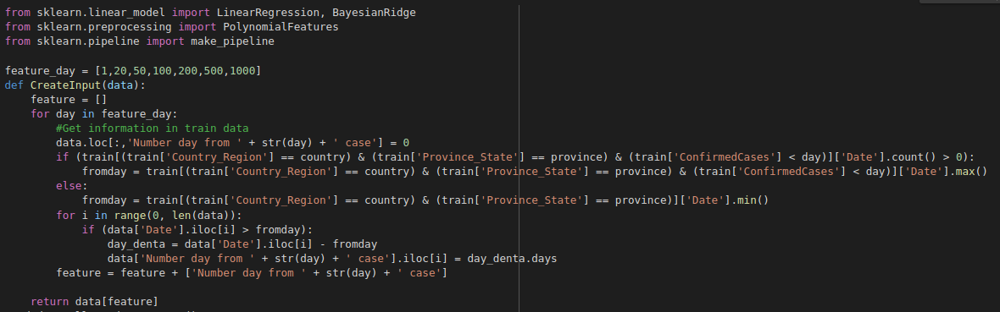 from sklearn.linear_model import LinearRegression, BayesianRidge
from sklearn.preprocessing import PolynomialFeatures
from sklearn.pipeline import make_pipeline

feature_day = [1,20,50,100,200,500,1000]
def CreateInput(data):
    feature = []
    for day in feature_day:
        #Get information in train data
        data.loc[:,'Number day from ' + str(day) + ' case'] = 0
        if (train[(train['Country_Region'] == country) & (train['Province_State'] == province) & (train['ConfirmedCases'] < day)]['Date'].count() > 0):
            fromday = train[(train['Country_Region'] == country) & (train['Province_State'] == province) & (train['ConfirmedCases'] < day)]['Date'].max()
        else:
            fromday = train[(train['Country_Region'] == country) & (train['Province_State'] == province)]['Date'].min()
        for i in range(0, len(data)):
            if (data['Date'].iloc[i] > fromday):
                day_denta = data['Date'].iloc[i] - fromday
                data['Number day from ' + str(day) + ' case'].iloc[i] = day_denta.days
        feature = feature + ['Number day from ' + str(day) + ' case']

    return data[feature]